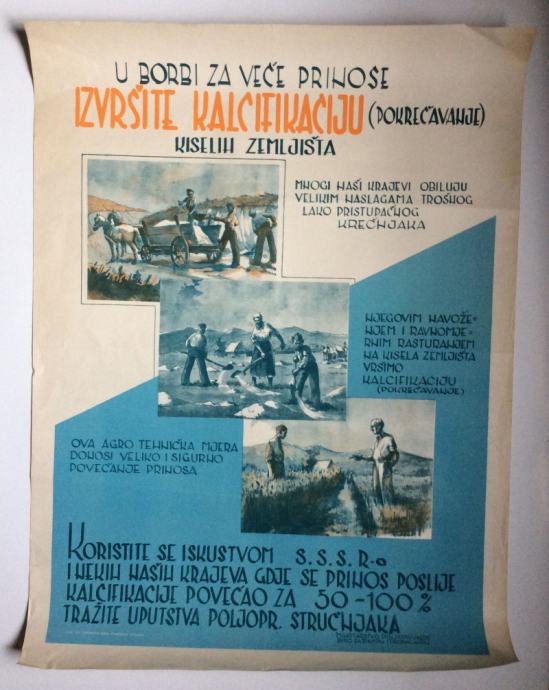 U BORBI ZA VEĆE PRINOSE
IZVRŠITE KALCIFIKACIJU (POKREČAVANJE)
KISELIH ZEMLJIŠTA
MNOGI NAŠI KRAJEVI OBILUJU
VELIKIM NASLAGAMA TROŠNOG
LAKO PRISTUPAČNOG
KREČNJAKA
NJEGOVIM NAVOŽE-
NJEM I RAVNOMJE-
RNIM RASTURANJEM
NA KISELA ZEMLJIŠTA
VRŠIMO
KALCIFIKACIJU
(POKREČAVANJE)
OVA AGRO TEHNIČKA MJERA
DONOSI VELIKO I SIGURNO
POVEĆANJE PRINOSA
KORISTITE SE ISKUSTVOM S.S.S.R-a
I NEKIH NAŠIH KRAJEVA GDJE SE PRINOS POSLIJE
KALCIFIKACIJE POVEĆAO ZA 50-100%
TRAŽITE UPUTSTVA POLJOPR. STRUČNJAKA
MINISTARSTVO POLJOPRIVREDE